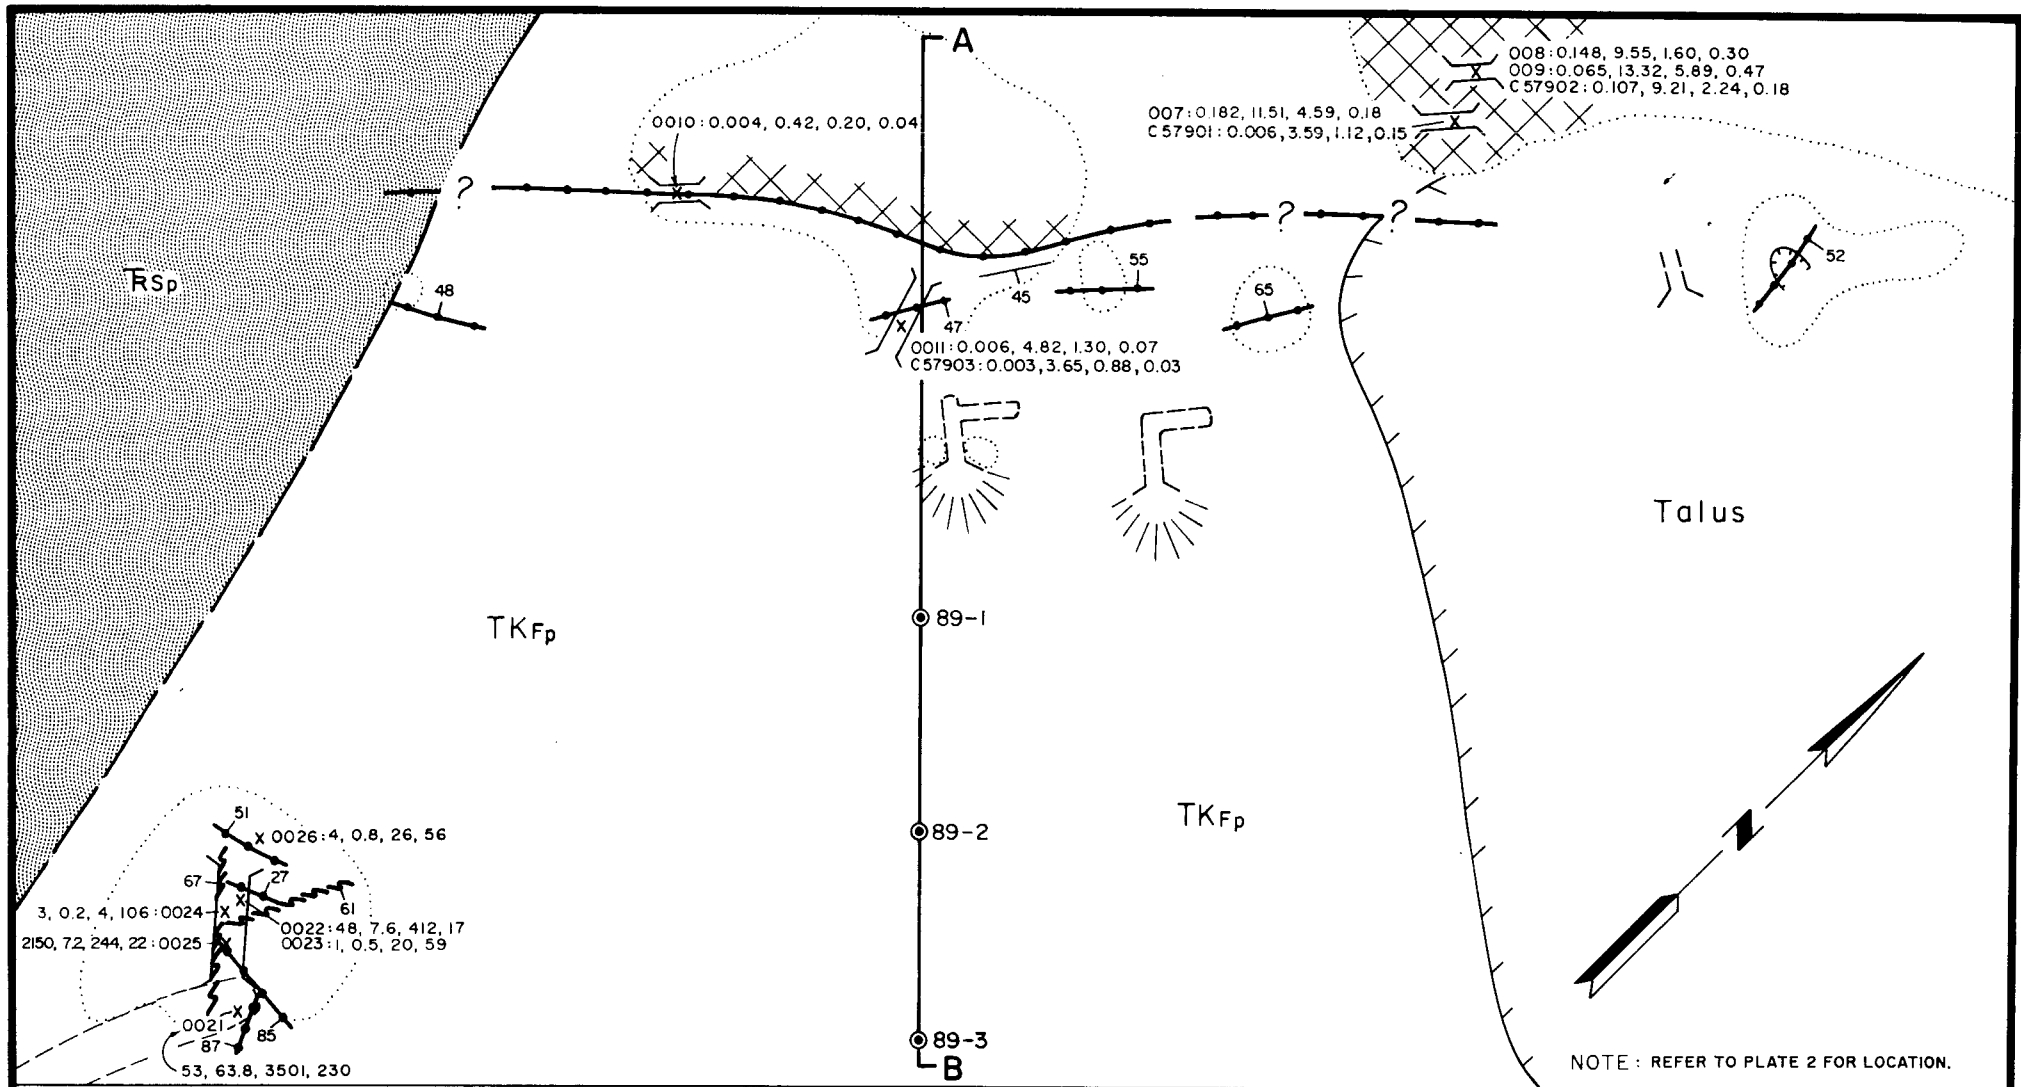 A
008:0.148, 9.55, 1.60, 0.30
009:0.065, 13.32, 5.89, 0.47
C57902:0.107, 9.21, 2.24, 0.18
007:0.182, 11.51, 4.59, 0.18
C57901:0.006, 3.59, 1.12, 0.15
0010:0.004, 0.42, 0.20, 0.04
?
?
?
TRSp
48
45
55
65
52
47
0011:0.006, 4.82, 1.30, 0.07
C57903:0.003, 3.65, 0.88, 0.03
Talus
TKFp
89-1
TKFp
89-2
51
0026:4, 0.8, 26, 56
67
27
61
3, 0.2, 4, 106:0024
0022:48, 7.6, 412, 17
2150, 72, 244, 22:0025
0023:1, 0.5, 20, 59
N
0021
85
87
53, 63.8, 3501, 230
89-3
B
NOTE: REFER TO PLATE 2 FOR LOCATION.